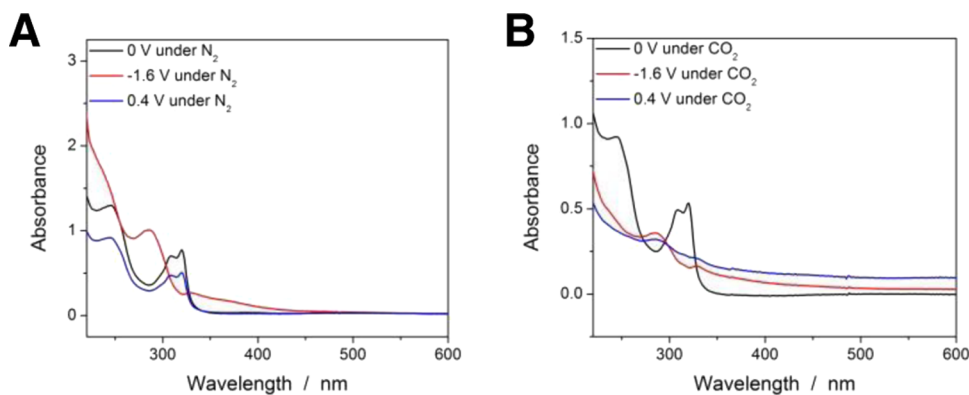 A
0 V under N2
-1.6 V under N2
0.4 V under N2
3
2
1
0
Absorbance
300
400
500
600
Wavelength / nm
B
0 V under CO2
-1.6 V under CO2
0.4 V under CO2
1.5
1.0
0.5
0.0
Absorbance
300
400
500
600
Wavelength / nm